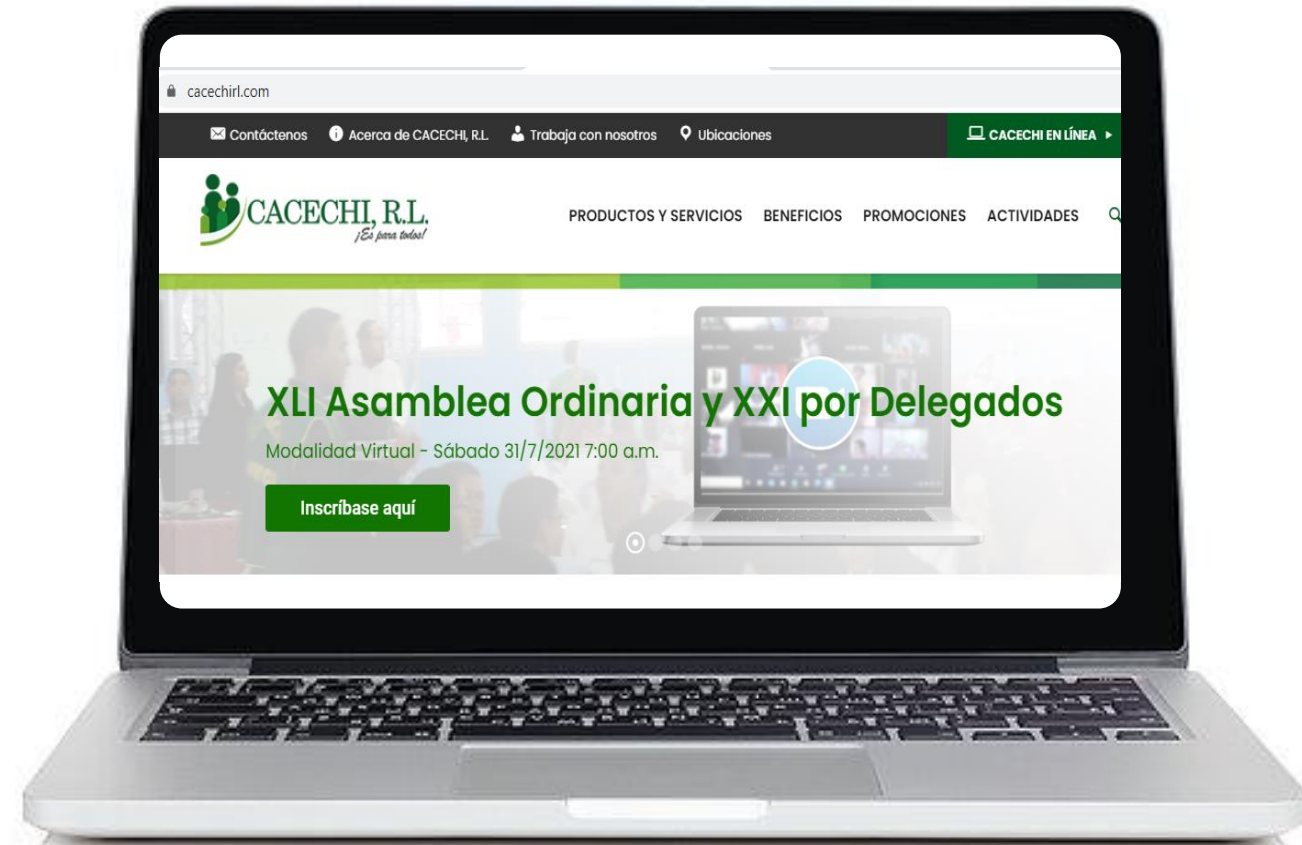 cacechirl.com
Contáctenos Acerca de CACECHI, R.L. Trabaja con nosotros Ubicaciones CACECHI EN LÍNEA
CACECHI, R.L.
¡Es para todos!
PRODUCTOS Y SERVICIOS BENEFICIOS PROMOCIONES ACTIVIDADES
XLI Asamblea Ordinaria y XXI por Delegados
Modalidad Virtual - Sábado 31/7/2021 7:00 a.m.
Inscríbase aquí